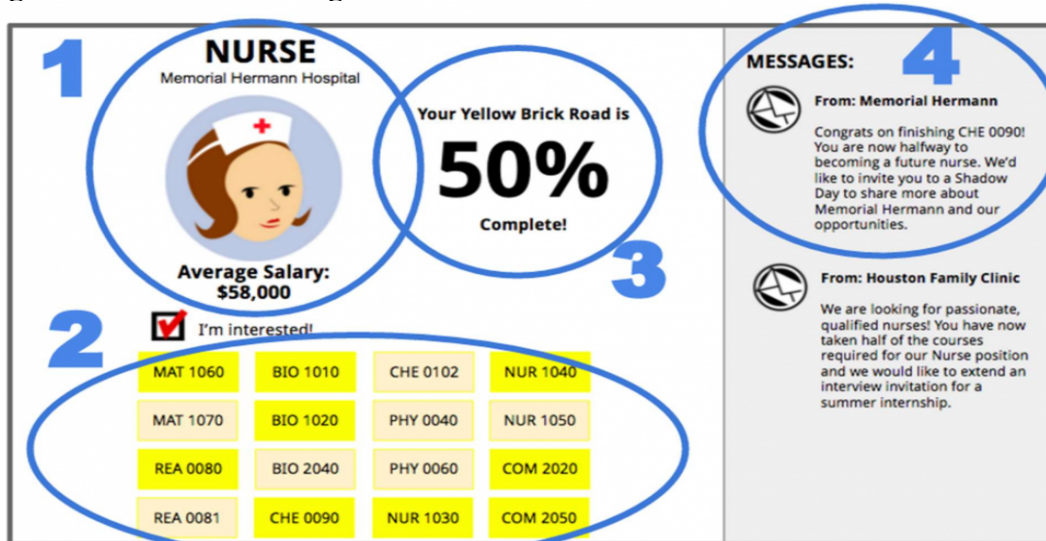 1
NURSE
Memorial Hermann Hospital
Average Salary:
$58,000
I'm interested!
Your Yellow Brick Road is
50%
Complete!
3
2
MAT 1060 BIO 1010 CHE 0102 NUR 1040
MAT 1070 BIO 1020 PHY 0040 NUR 1050
REA 0080 BIO 2040 PHY 0060 COM 2020
REA 0081 CHE 0090 NUR 1030 COM 2050
4
MESSAGES:
From: Memorial Hermann
Congrats on finishing CHE 0090!
You are now halfway to
becoming a future nurse. We'd
like to invite you to a Shadow
Day to share more about
Memorial Hermann and our
opportunities.
From: Houston Family Clinic
We are looking for passionate,
qualified nurses! You have now
taken half of the courses
required for our Nurse position
and we would like to extend an
interview invitation for a
summer internship.